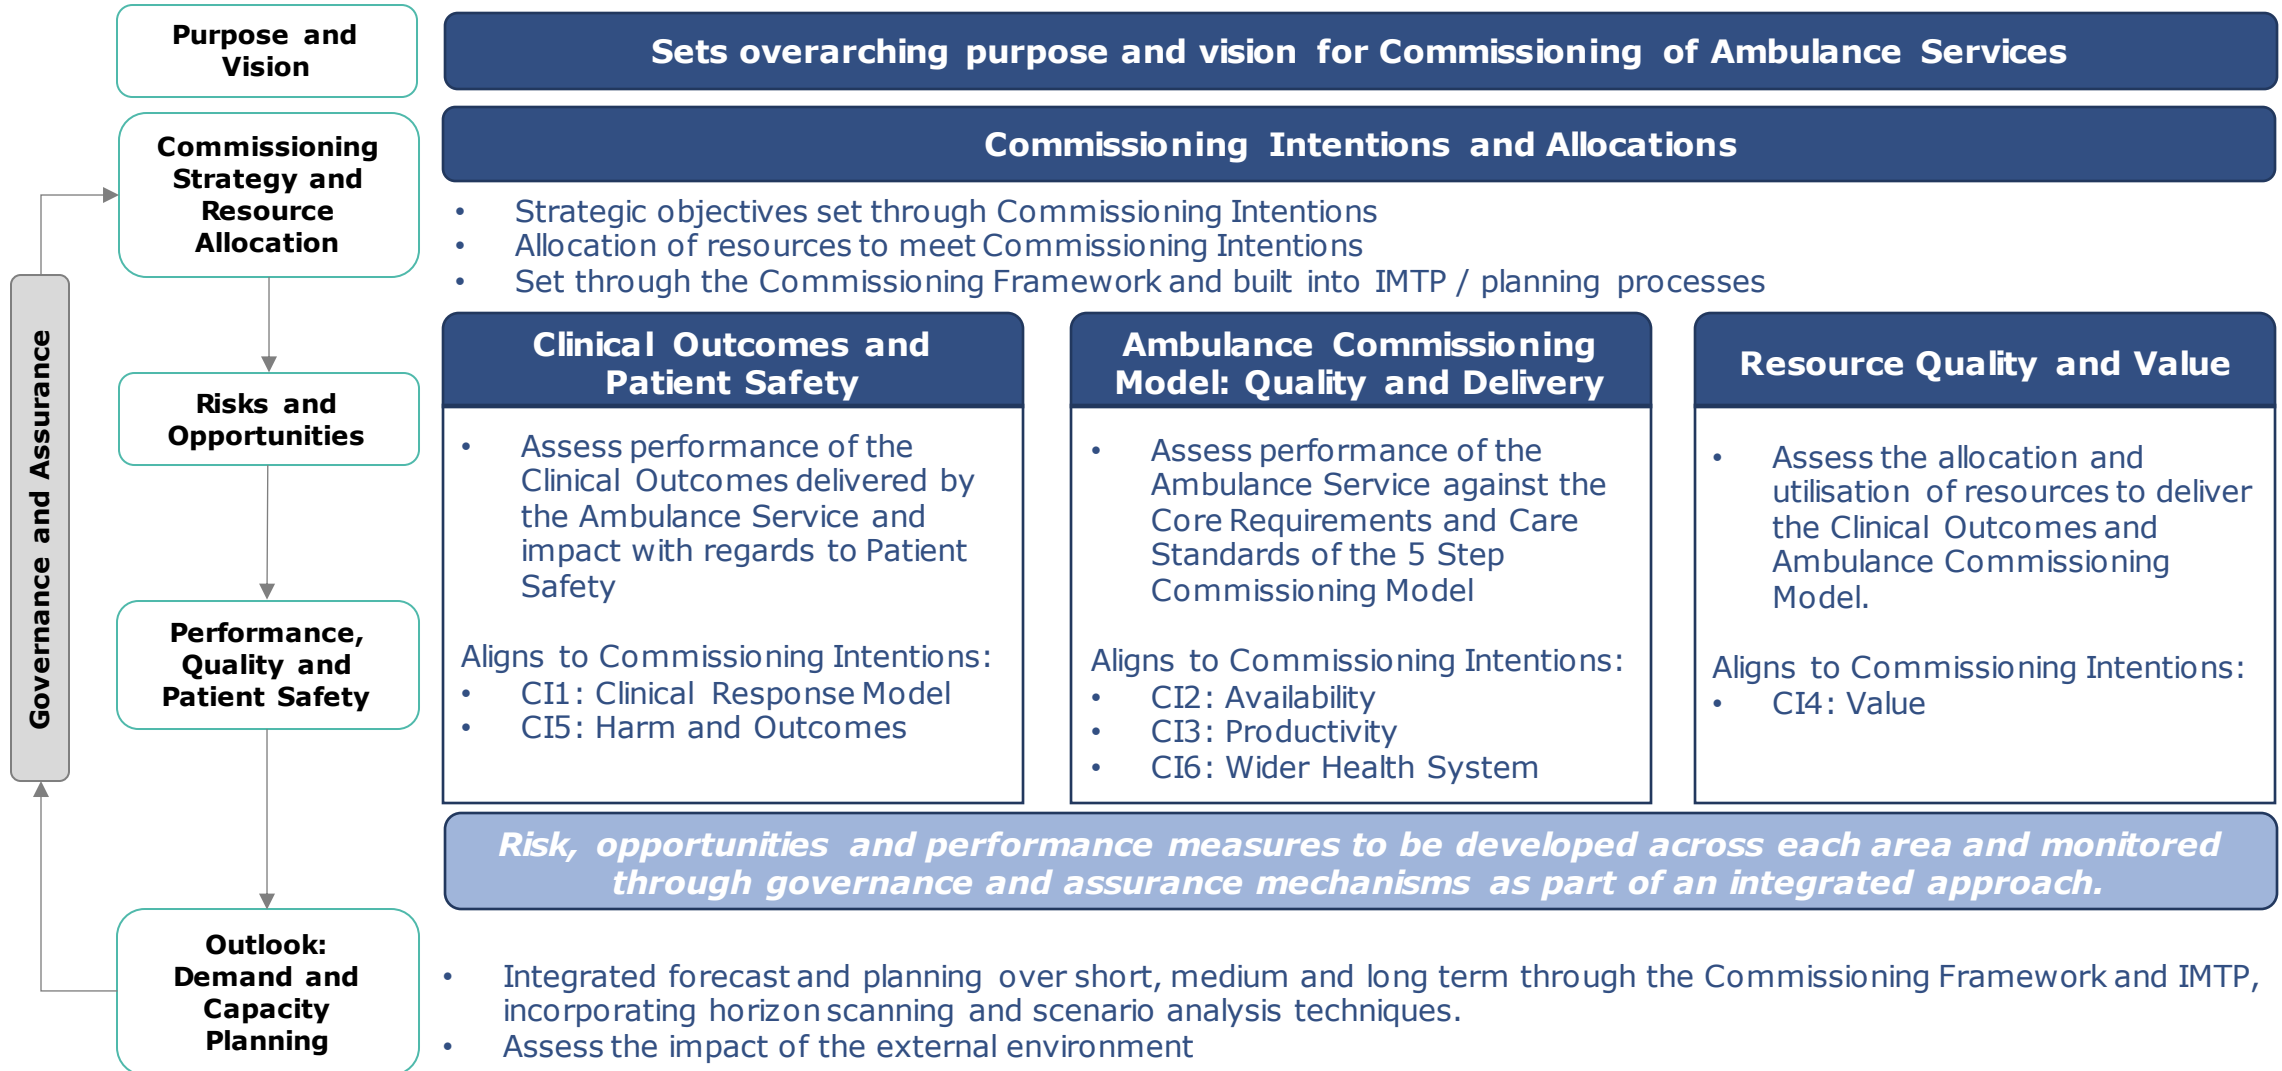 Purpose and
Vision
Sets overarching purpose and vision for Commissioning of Ambulance Services
Commissioning
Strategy and
Resource
Allocation
Commissioning Intentions and Allocations
• Strategic objectives set through Commissioning Intentions
• Allocation of resources to meet Commissioning Intentions
• Set through the Commissioning Framework and built into IMTP / planning processes
Governance and Assurance
Risks and
Opportunities
Performance,
Quality and
Patient Safety
Clinical Outcomes and
Patient Safety
• Assess performance of the
Clinical Outcomes delivered by
the Ambulance Service and
impact with regards to Patient
Safety
Aligns to Commissioning Intentions:
• CI1: Clinical Response Model
• CI5: Harm and Outcomes
Ambulance Commissioning
Model: Quality and Delivery
• Assess performance of the
Ambulance Service against the
Core Requirements and Care
Standards of the 5 Step
Commissioning Model
Aligns to Commissioning Intentions:
• CI2: Availability
• CI3: Productivity
• CI6: Wider Health System
Resource Quality and Value
• Assess the allocation and
utilisation of resources to deliver
the Clinical Outcomes and
Ambulance Commissioning
Model.
Aligns to Commissioning Intentions:
• CI4: Value
Risk, opportunities and performance measures to be developed across each area and monitored
through governance and assurance mechanisms as part of an integrated approach.
Outlook:
Demand and
Capacity
Planning
• Integrated forecast and planning over short, medium and long term through the Commissioning Framework and IMTP,
incorporating horizon scanning and scenario analysis techniques.
• Assess the impact of the external environment